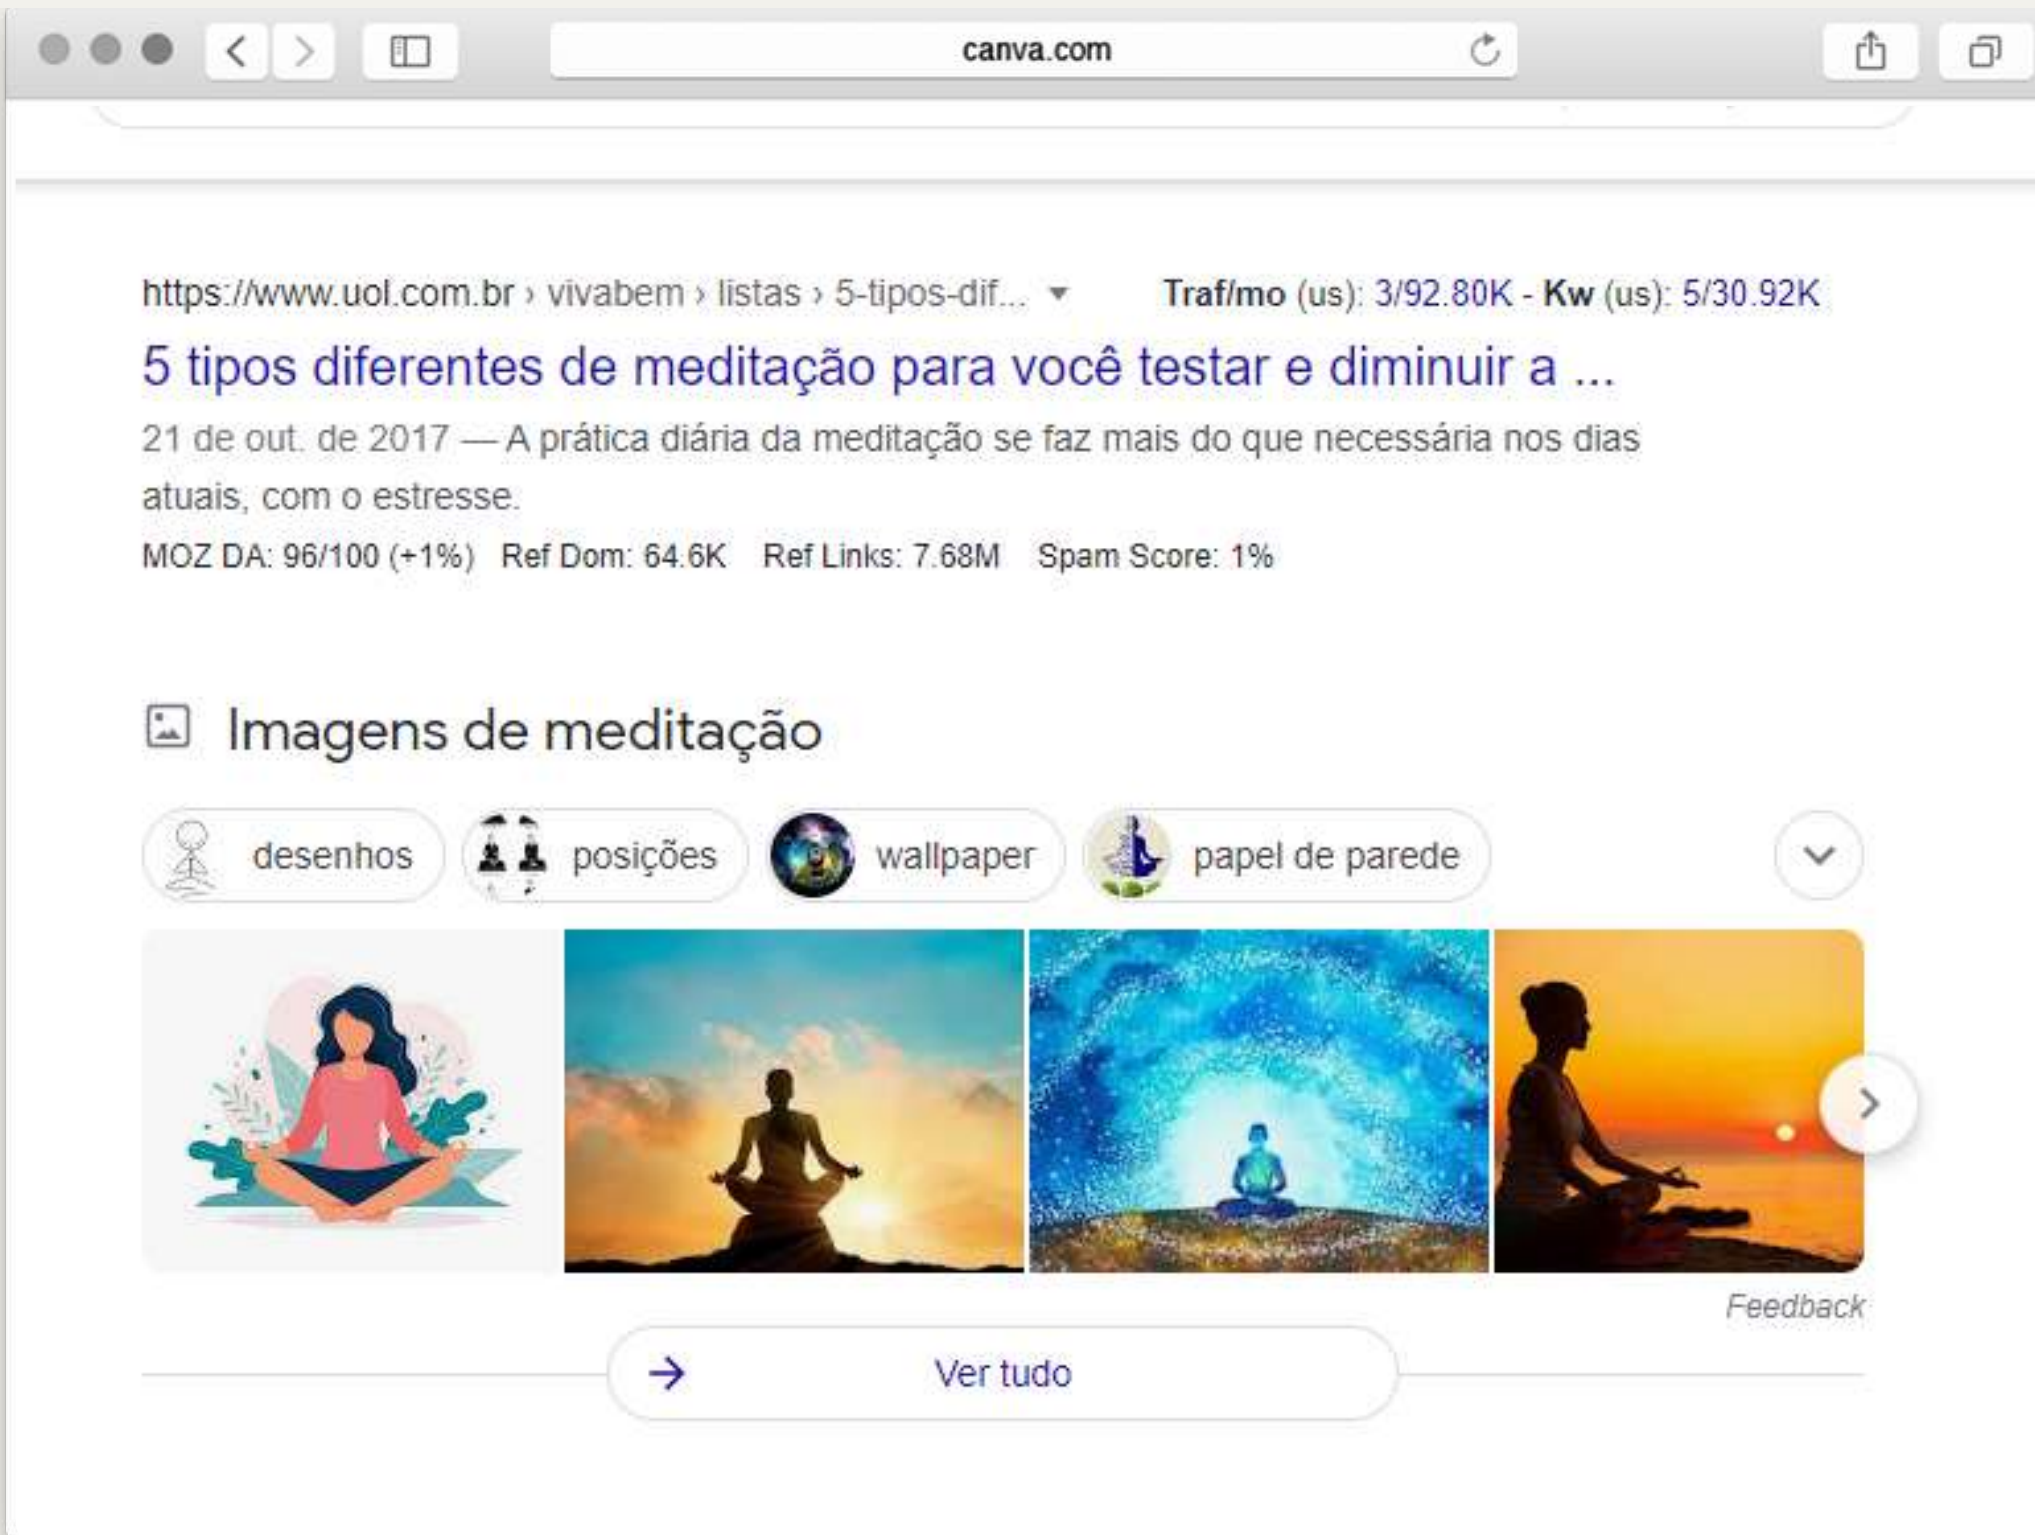 canva.com
https://www.uol.com.br › vivabem › listas › 5-tipos-dif... Traf/mo (us): 3/92.80K - Kw (us): 5/30.92K
5 tipos diferentes de meditação para você testar e diminuir a ...
21 de out. de 2017 — A prática diária da meditação se faz mais do que necessária nos dias
atuais, com o estresse.
MOZ DA: 96/100 (+1%) Ref Dom: 64.6K Ref Links: 7.68M Spam Score: 1%
Imagens de meditação
desenhos posições wallpaper papel de parede
Feedback
Ver tudo